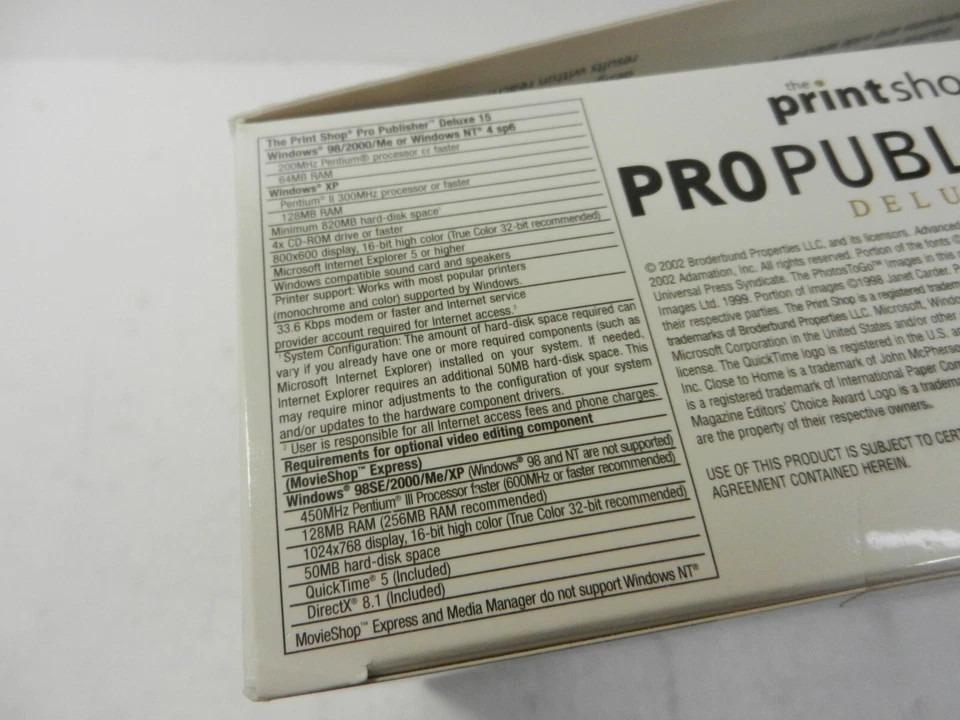 The Print Shop® Pro Publisher™ Deluxe 15
Windows® 98/2000/Me or Windows NT® 4 sp6
200MHz Pentium® processor or faster
64MB RAM
Windows® XP
Pentium® II 300MHz processor or faster
128MB RAM
Minimum 820MB hard-disk space¹
4x CD-ROM drive or faster
800x600 display, 16-bit high color (True Color 32-bit recommended)
Microsoft Internet Explorer 5 or higher
Windows compatible sound card and speakers
Printer support: Works with most popular printers
(monochrome and color) supported by Windows.
33.6 Kbps modem or faster and Internet service
provider account required for Internet access.²
¹ System Configuration: The amount of hard-disk space required can
vary if you already have one or more required components (such as
Microsoft Internet Explorer) installed on your system. If needed,
Internet Explorer requires an additional 50MB hard-disk space. This
may require minor adjustments to the configuration of your system
and/or updates to the hardware component drivers.
² User is responsible for all Internet access fees and phone charges.
Requirements for optional video editing component
(MovieShop™ Express)
Windows® 98SE/2000/Me/XP (Windows® 98 and NT are not supported)
450MHz Pentium® III Processor faster (600MHz or faster recommended)
128MB RAM (256MB RAM recommended)
1024x768 display, 16-bit high color (True Color 32-bit recommended)
50MB hard-disk space
QuickTime® 5 (Included)
DirectX® 8.1 (Included)
MovieShop™ Express and Media Manager do not support Windows NT®
results within reach
the
printsho
PROPUBL
DELU
© 2002 Broderbund Properties LLC, and its licensors. Advanced
2002 Adamation, Inc. All rights reserved. Portion of the fonts ©
Universal Press Syndicate. The PhotosToGo™ Images in this
Images Ltd. 1999. Portion of Images ©1998 Janet Carder.
their respective parties. The Print Shop is a registered
trademarks of Broderbund Properties LLC. Microsoft,
Microsoft Corporation in the United States and/or other
license. The QuickTime logo is registered in the U.S.
Inc. Close to Home is a trademark of John
is a registered trademark of International Paper
Magazine Editors' Choice Award Logo is a
are the property of their respective owners.
USE OF THIS PRODUCT IS SUBJECT TO
AGREEMENT CONTAINED HEREIN.